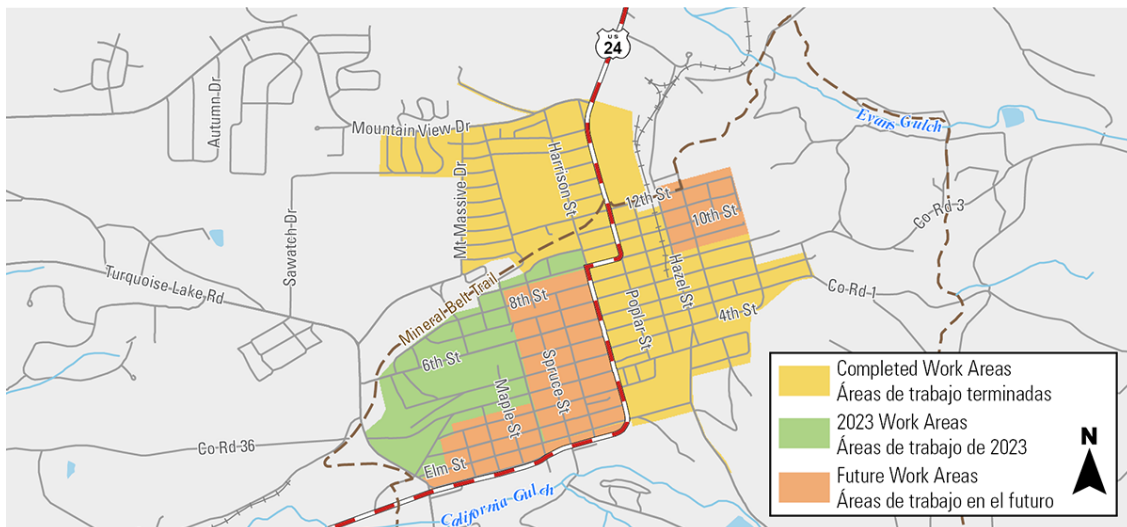 US
24
Evans Gulch
Autumn Dr
Mountain View Dr
Harrison St
Mt Massive Dr
12th St
10th St
Co Rd 3
Sawatch Dr
Turquoise Lake Rd
Mineral Belt Trail
8th St
Hazel St
Poplar St
4th St
Co Rd 1
6th St
Spruce St
Maple St
Co Rd 36
Elm St
California Gulch
Completed Work Areas
Áreas de trabajo terminadas
2023 Work Areas
Áreas de trabajo de 2023
Future Work Areas
Áreas de trabajo en el futuro
N